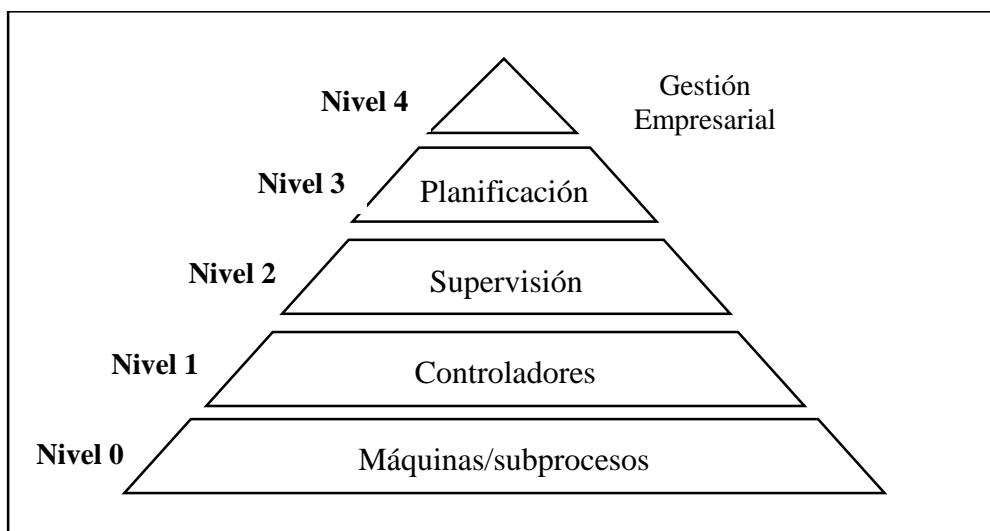 Gestión
Empresarial
Nivel 4
Nivel 3
Planificación
Nivel 2
Supervisión
Nivel 1
Controladores
Nivel 0
Máquinas/subprocesos